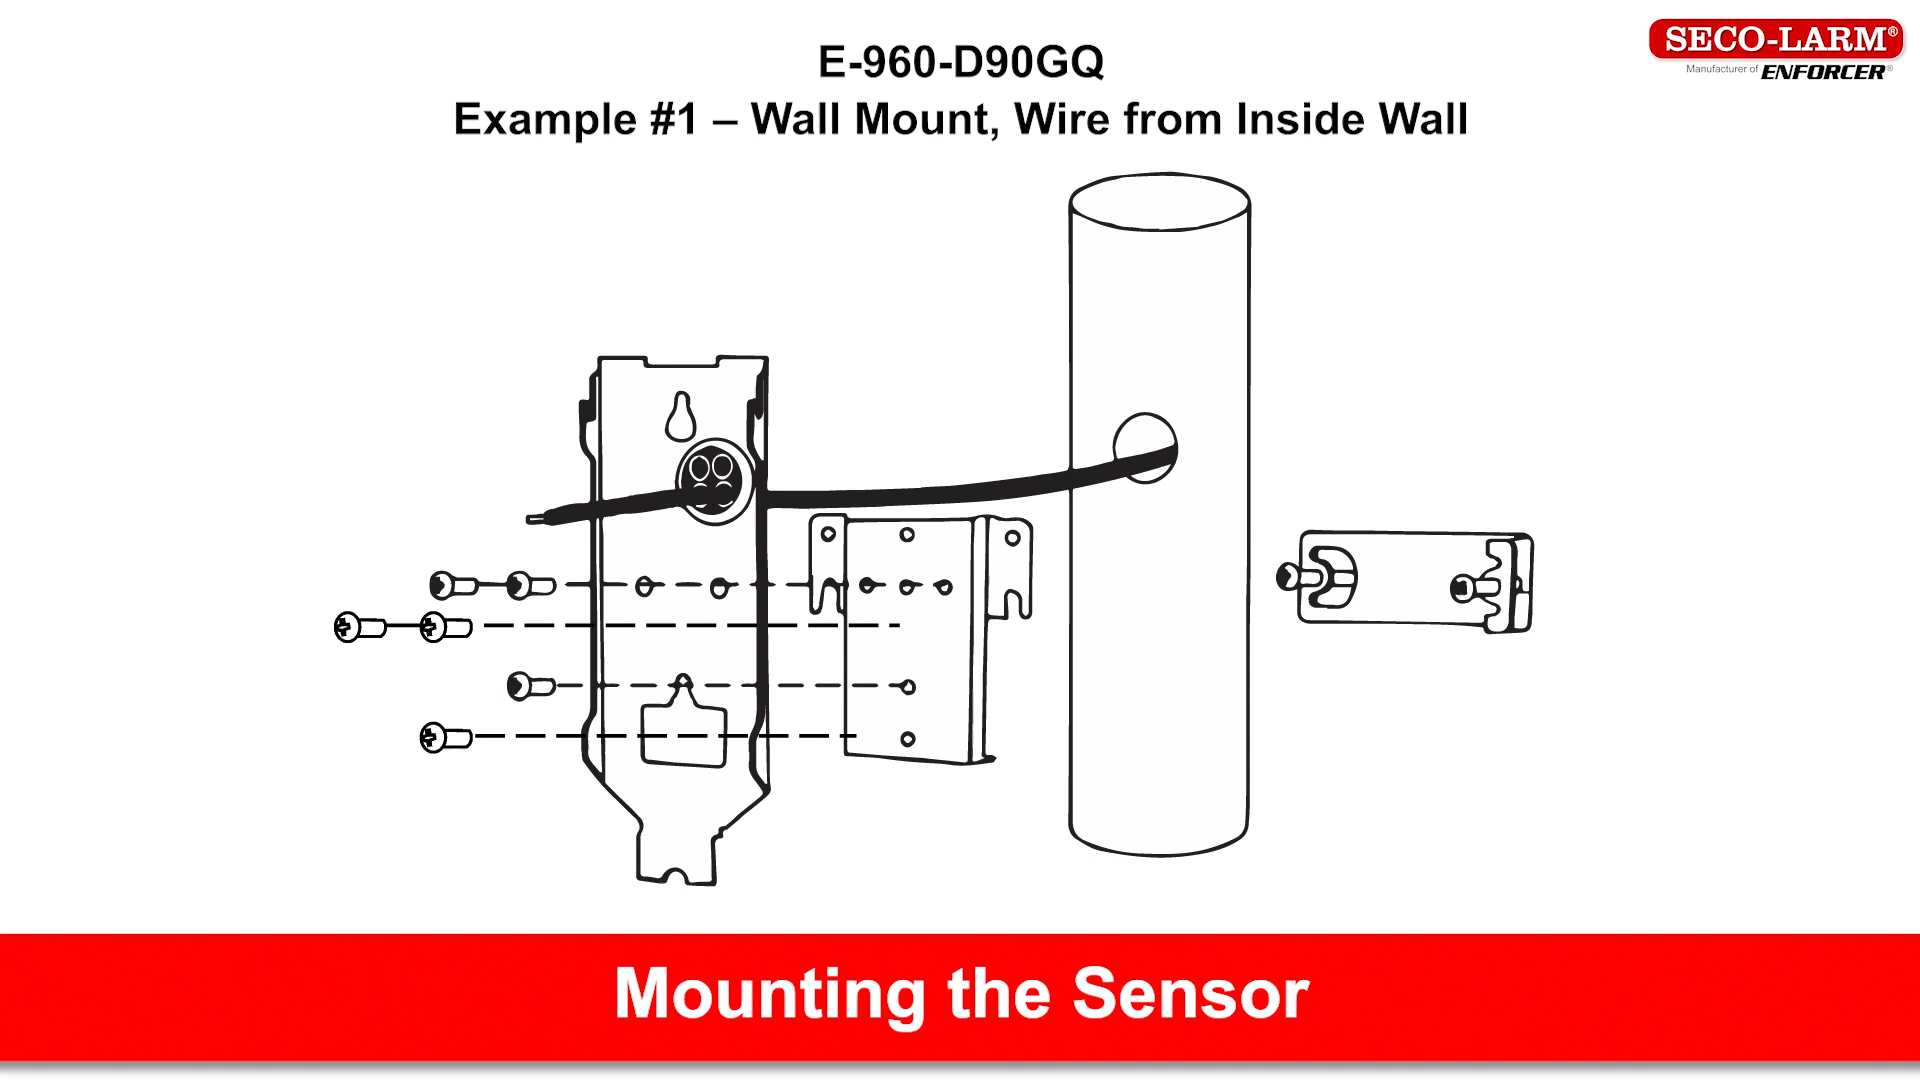 SECO-LARM®
Manufacturer of ENFORCER®
E-960-D90GQ
Example #1 – Wall Mount, Wire from Inside Wall
Mounting the Sensor